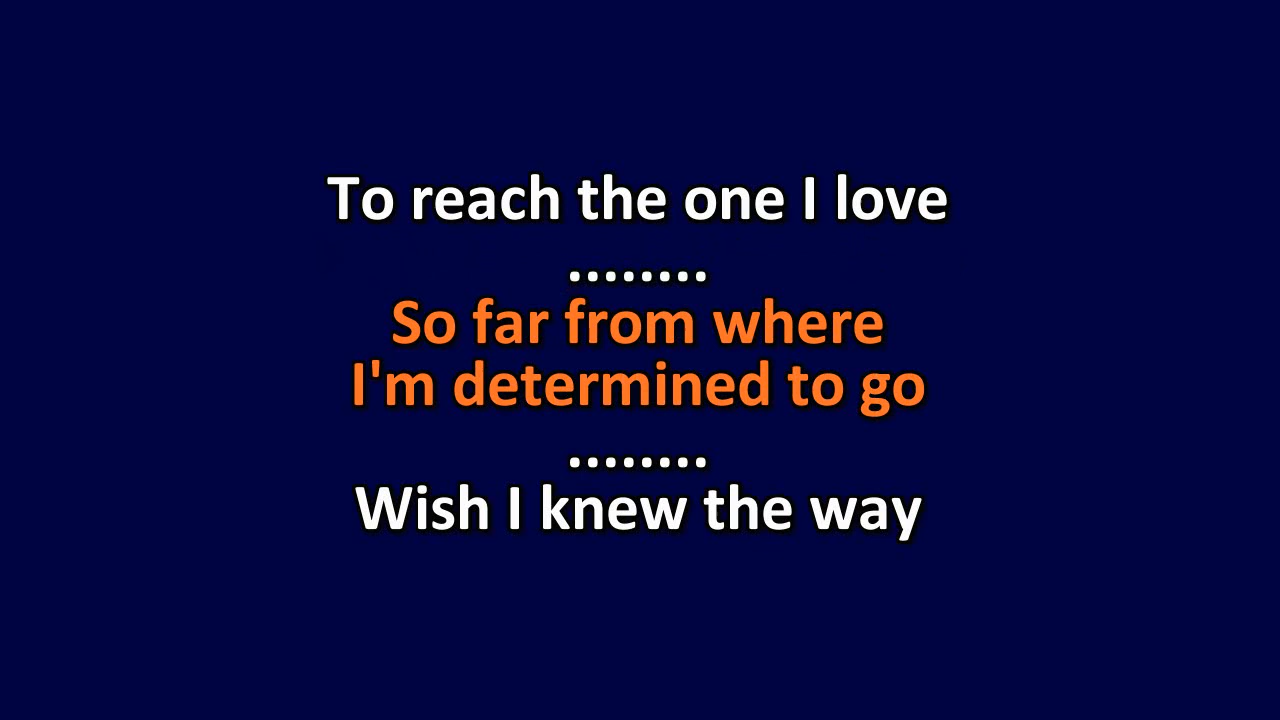 To reach the one I love
........
So far from where
I'm determined to go
........
Wish I knew the way